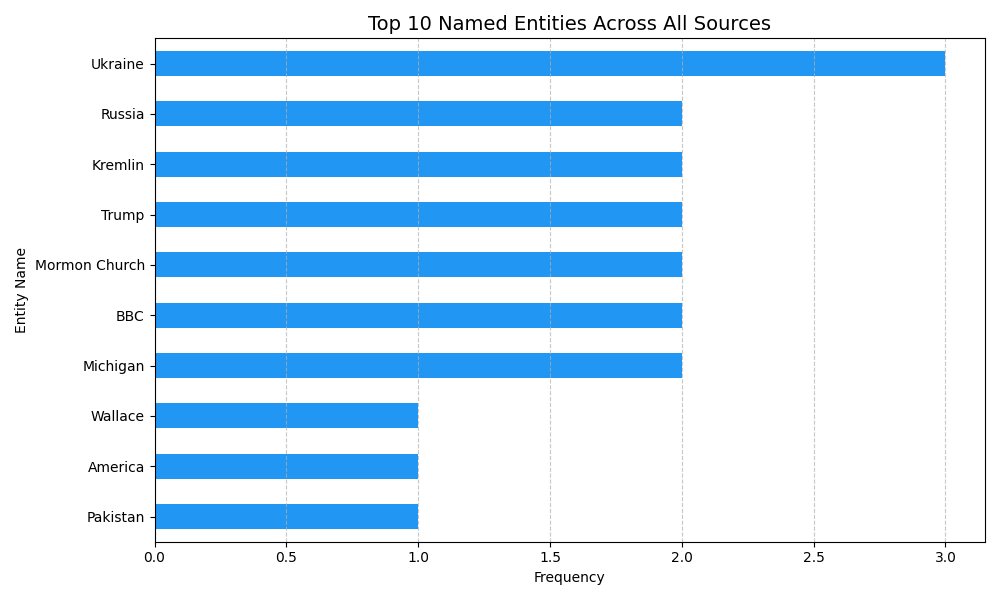 Top 10 Named Entities Across All Sources
Entity Name
Ukraine
Russia
Kremlin
Trump
Mormon Church
BBC
Michigan
Wallace
America
Pakistan
0.0 0.5 1.0 1.5 2.0 2.5 3.0
Frequency